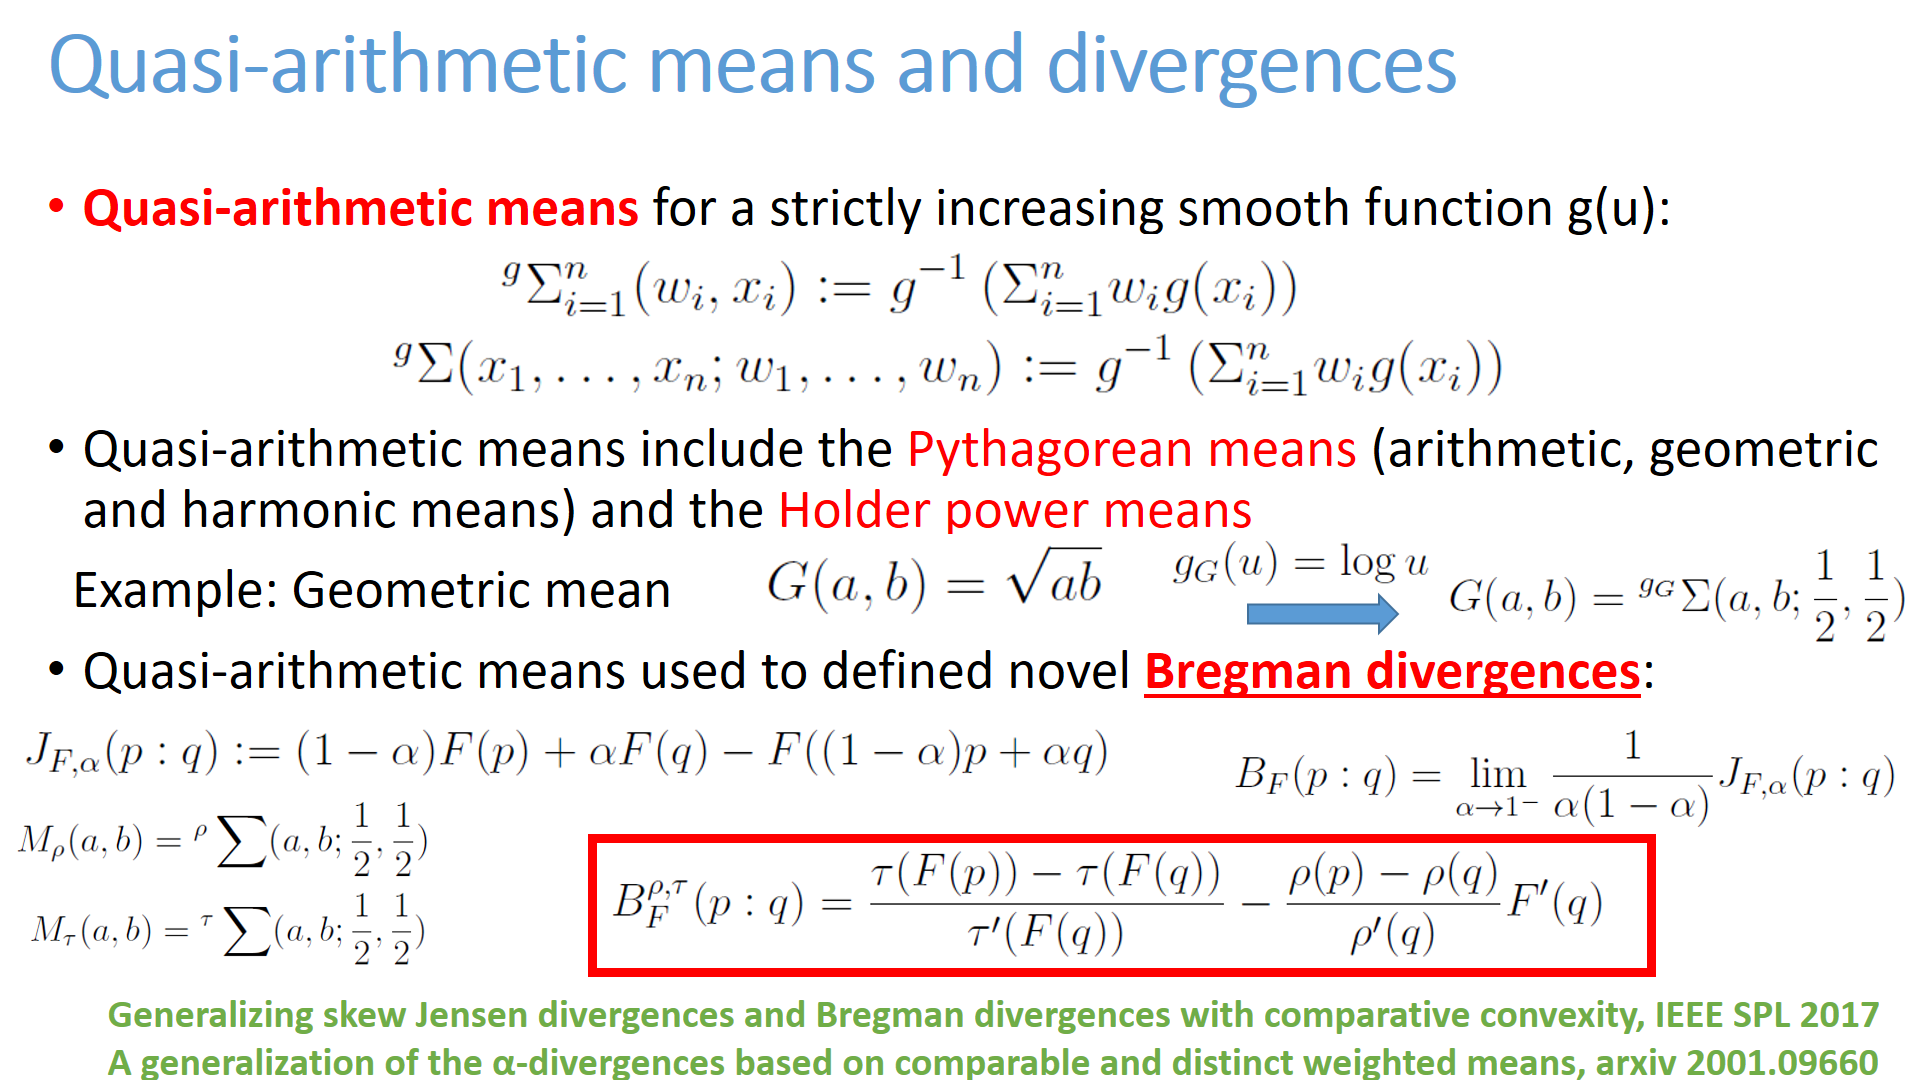 Quasi-arithmetic means and divergences
• Quasi-arithmetic means for a strictly increasing smooth function g(u):
$^{g}\Sigma_{i=1}^{n}(w_i, x_i) := g^{-1}\left(\Sigma_{i=1}^{n} w_i g(x_i)\right)$
$^{g}\Sigma(x_1, \ldots, x_n; w_1, \ldots, w_n) := g^{-1}\left(\Sigma_{i=1}^{n} w_i g(x_i)\right)$
• Quasi-arithmetic means include the Pythagorean means (arithmetic, geometric
and harmonic means) and the Holder power means
Example: Geometric mean $G(a, b) = \sqrt{ab}$ $g_G(u) = \log u$ $G(a, b) = {}^{g_G}\Sigma(a, b; \frac{1}{2}, \frac{1}{2})$
• Quasi-arithmetic means used to defined novel Bregman divergences:
$J_{F,\alpha}(p : q) := (1 - \alpha)F(p) + \alpha F(q) - F((1 - \alpha)p + \alpha q)$
$B_F(p : q) = \lim_{\alpha \to 1^-} \frac{1}{\alpha(1 - \alpha)} J_{F,\alpha}(p : q)$
$M_\rho(a, b) = {}^{\rho}\sum(a, b; \frac{1}{2}, \frac{1}{2})$
$M_\tau(a, b) = {}^{\tau}\sum(a, b; \frac{1}{2}, \frac{1}{2})$
$B_F^{\rho,\tau}(p : q) = \frac{\tau(F(p)) - \tau(F(q))}{\tau'(F(q))} - \frac{\rho(p) - \rho(q)}{\rho'(q)} F'(q)$
Generalizing skew Jensen divergences and Bregman divergences with comparative convexity, IEEE SPL 2017
A generalization of the α-divergences based on comparable and distinct weighted means, arxiv 2001.09660